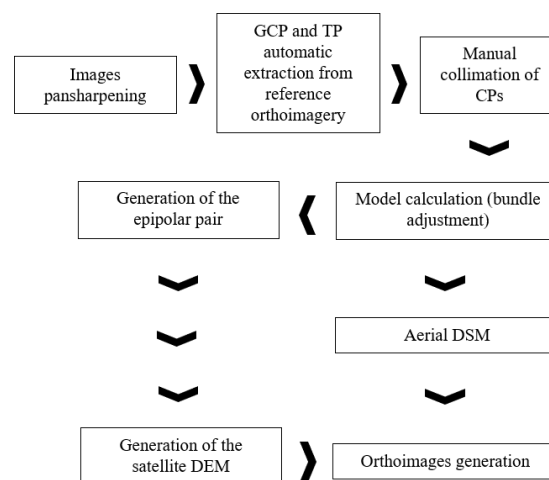 Images
pansharpening
GCP and TP
automatic
extraction from
reference
orthoimagery
Manual
collimation of
CPs
Generation of the
epipolar pair
Model calculation (bundle
adjustment)
Aerial DSM
Generation of the
satellite DEM
Orthoimages generation